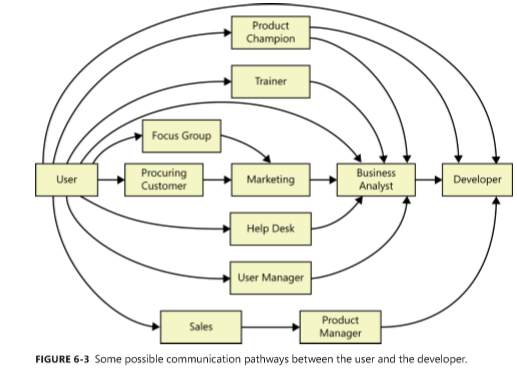 Product
Champion
Trainer
Focus Group
User
Procuring
Customer
Marketing
Business
Analyst
Developer
Help Desk
User Manager
Sales
Product
Manager
FIGURE 6-3 Some possible communication pathways between the user and the developer.